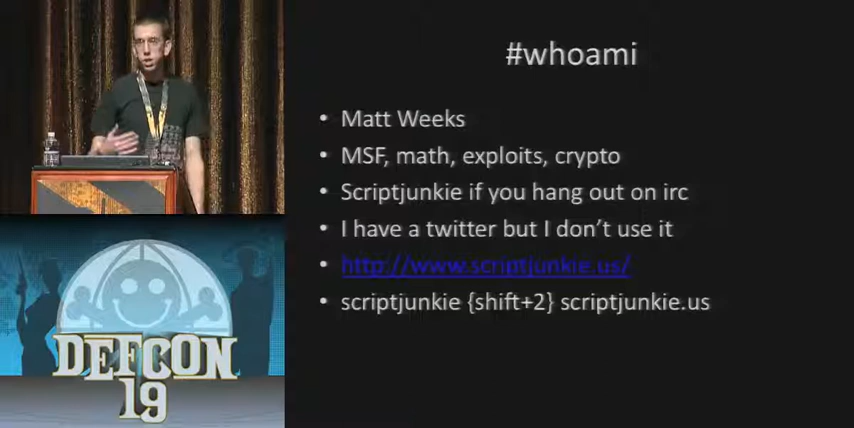 #whoami
• Matt Weeks
• MSF, math, exploits, crypto
• Scriptjunkie if you hang out on irc
• I have a twitter but I don’t use it
• http://www.scriptjunkie.us/
• scriptjunkie {shift+2} scriptjunkie.us
DEFCON
19